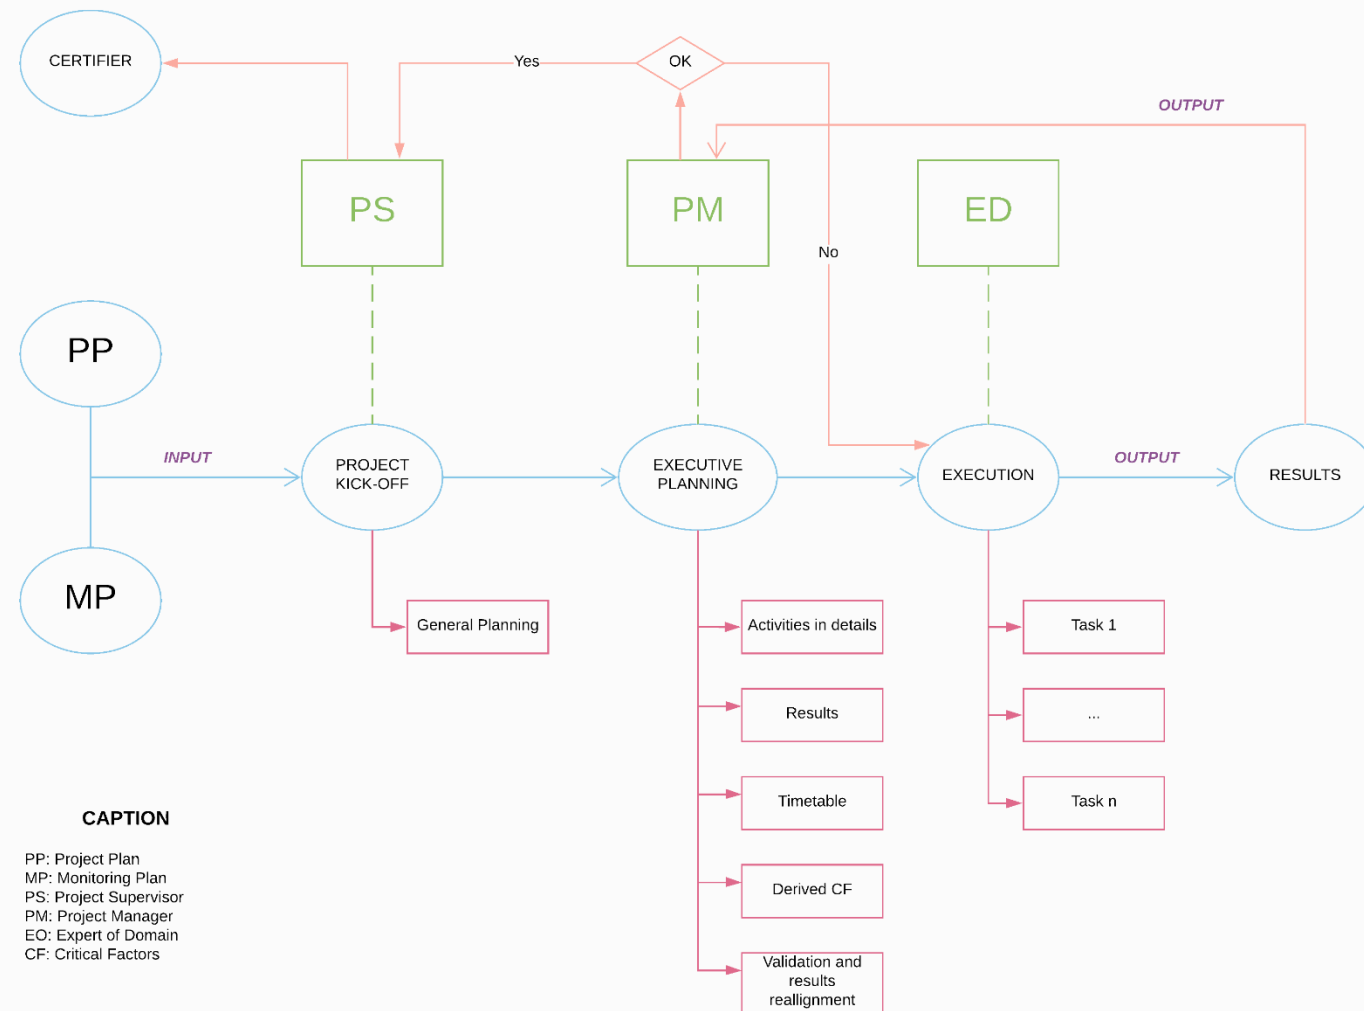 CERTIFIER
Yes
OK
OUTPUT
PS
PM
ED
No
PP
INPUT
PROJECT
KICK-OFF
EXECUTIVE
PLANNING
EXECUTION
OUTPUT
RESULTS
MP
General Planning
Activities in details
Task 1
Results
...
Timetable
Task n
Derived CF
Validation and
results
reallignment
CAPTION
PP: Project Plan
MP: Monitoring Plan
PS: Project Supervisor
PM: Project Manager
EO: Expert of Domain
CF: Critical Factors